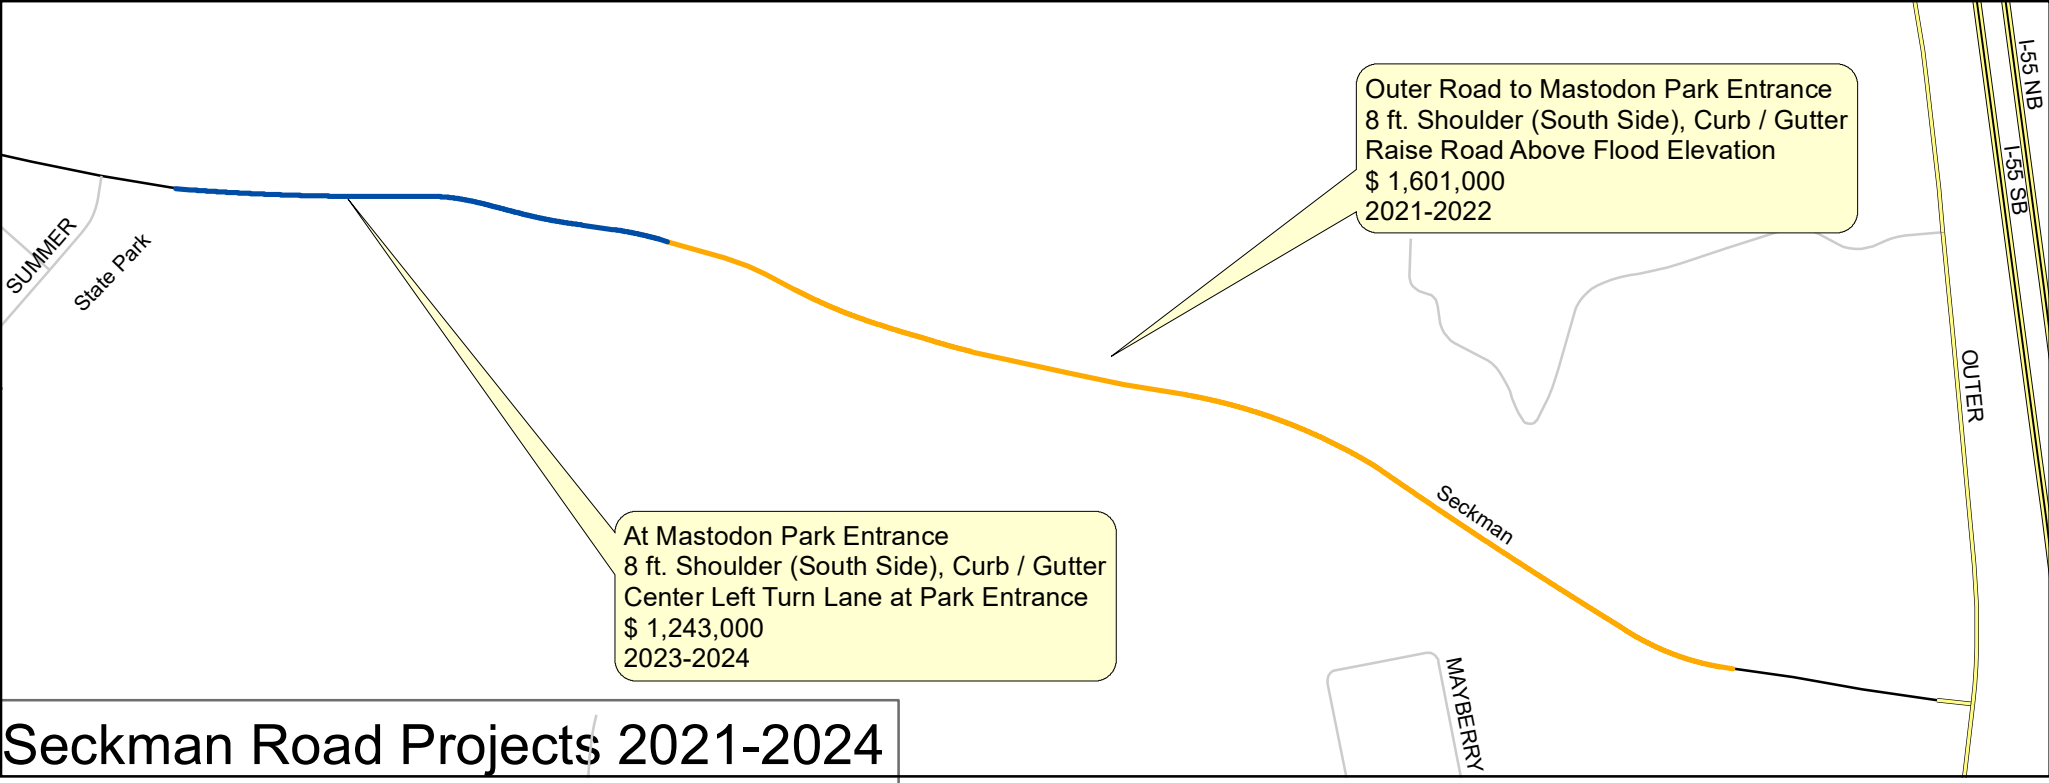 I-55 NB
Outer Road to Mastodon Park Entrance
8 ft. Shoulder (South Side), Curb / Gutter
Raise Road Above Flood Elevation
$ 1,601,000
2021-2022
I-55 SB
SUMMER
State Park
OUTER
Seckman
At Mastodon Park Entrance
8 ft. Shoulder (South Side), Curb / Gutter
Center Left Turn Lane at Park Entrance
$ 1,243,000
2023-2024
MAYBERRY
Seckman Road Projects 2021-2024